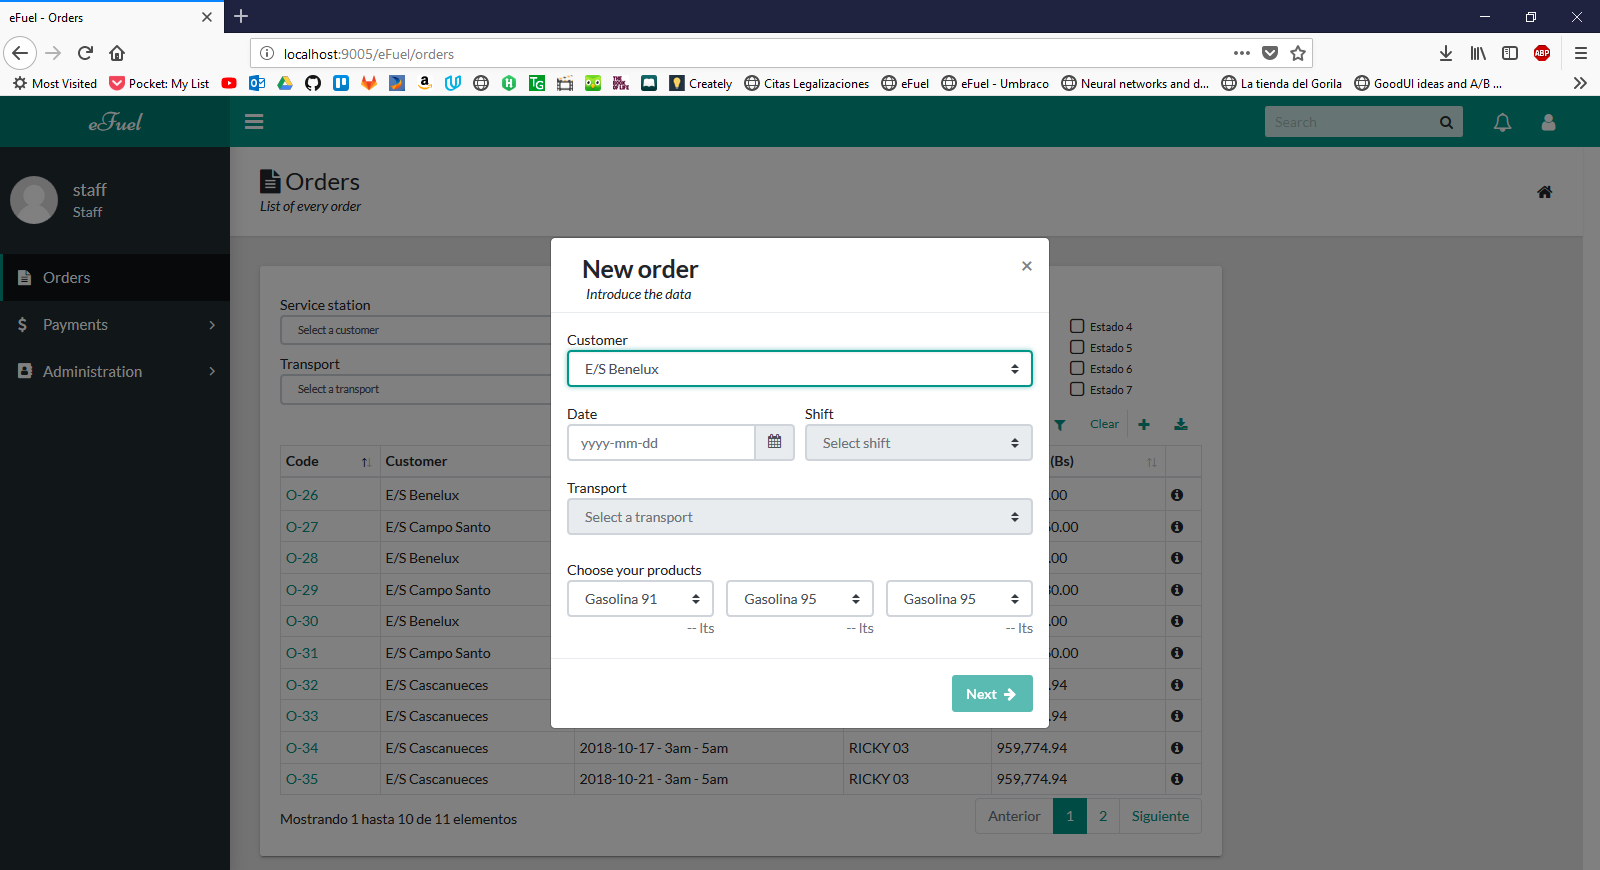 eFuel - Orders
localhost:9005/eFuel/orders
ABP
Most Visited
Pocket: My List
TG
THE BOOK OF LIFE
Creately
Citas Legalizaciones
eFuel
eFuel - Umbraco
Neural networks and d...
La tienda del Gorila
GoodUI ideas and A/B ...
eFuel
Search
staff
Staff
Orders
Payments
Administration
Orders
List of every order
Service station
Select a customer
Transport
Select a transport
Estado 4
Estado 5
Estado 6
Estado 7
Clear
New order
Introduce the data
Customer
E/S Benelux
Date
Shift
yyyy-mm-dd
Select shift
Transport
Select a transport
Choose your products
Gasolina 91
Gasolina 95
Gasolina 95
-- lts
-- lts
-- lts
Next
Code
Customer
(Bs)
O-26
E/S Benelux
.00
O-27
E/S Campo Santo
0.00
O-28
E/S Benelux
.00
O-29
E/S Campo Santo
0.00
O-30
E/S Benelux
.00
O-31
E/S Campo Santo
0.00
O-32
E/S Cascanueces
.94
O-33
E/S Cascanueces
.94
O-34
E/S Cascanueces
2018-10-17 - 3am - 5am
RICKY 03
959,774.94
O-35
E/S Cascanueces
2018-10-21 - 3am - 5am
RICKY 03
959,774.94
Mostrando 1 hasta 10 de 11 elementos
Anterior
1
2
Siguiente